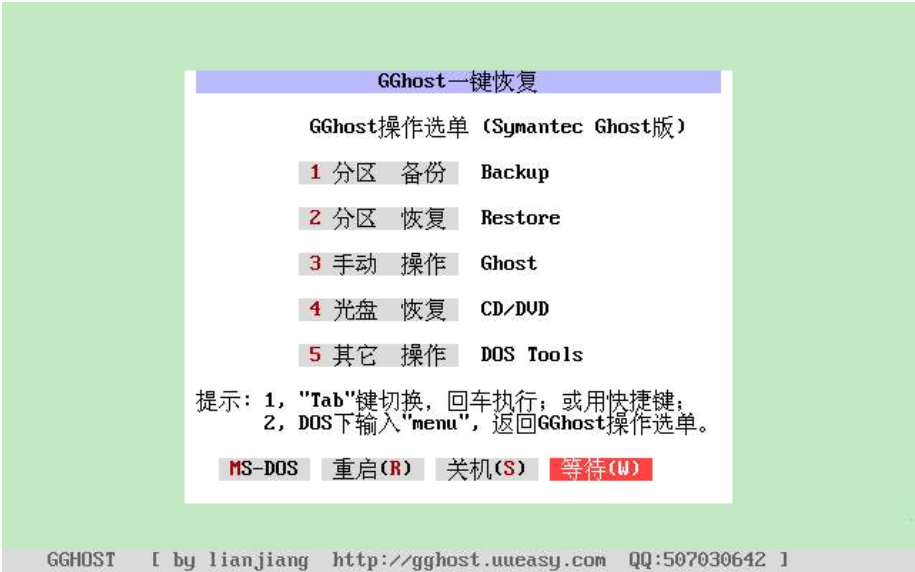 GGhost一键恢复
GGhost操作选单 (Symantec Ghost版)
1 分区 备份 Backup
2 分区 恢复 Restore
3 手动 操作 Ghost
4 光盘 恢复 CD/DVD
5 其它 操作 DOS Tools
提示: 1, "Tab"键切换, 回车执行; 或用快捷键;
2, DOS下输入"menu", 返回GGhost操作选单。
MS-DOS 重启(R) 关机(S) 等待(W)
GGHOST [ by lianjiang http://gghost.uueasy.com QQ:507030642 ]